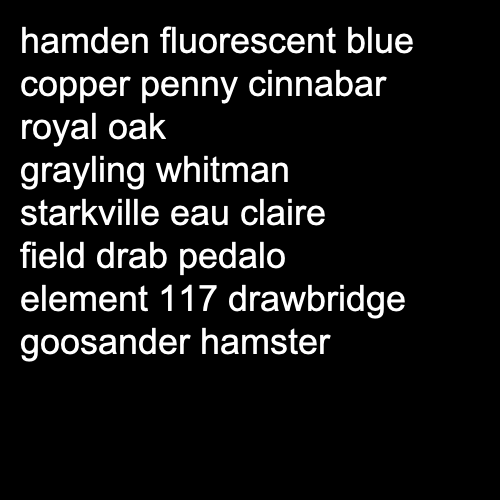 hamden fluorescent blue
copper penny cinnabar
royal oak
grayling whitman
starkville eau claire
field drab pedalo
element 117 drawbridge
goosander hamster